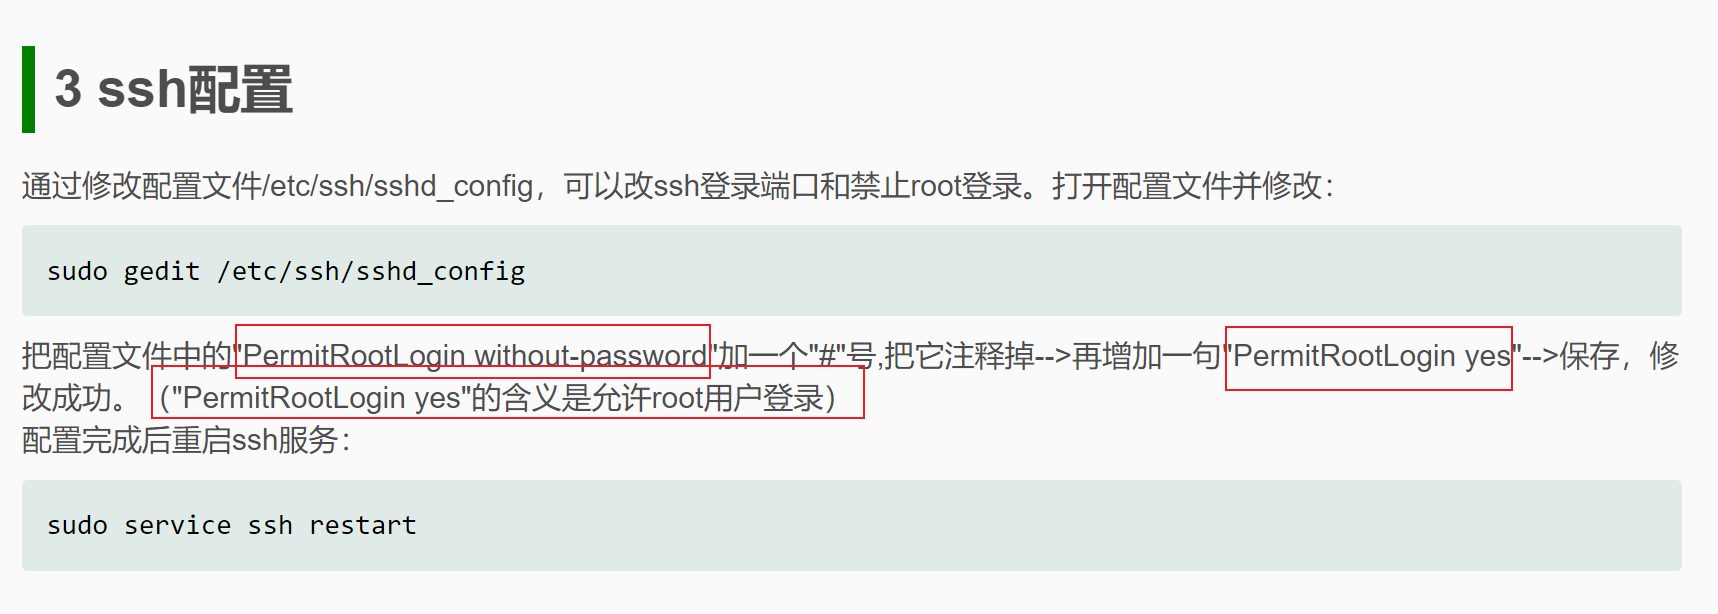 3 ssh配置
通过修改配置文件/etc/ssh/sshd_config，可以改ssh登录端口和禁止root登录。打开配置文件并修改：
sudo gedit /etc/ssh/sshd_config
把配置文件中的"PermitRootLogin without-password"加一个"#"号,把它注释掉-->再增加一句"PermitRootLogin yes"-->保存，修
改成功。（"PermitRootLogin yes"的含义是允许root用户登录）
配置完成后重启ssh服务：
sudo service ssh restart